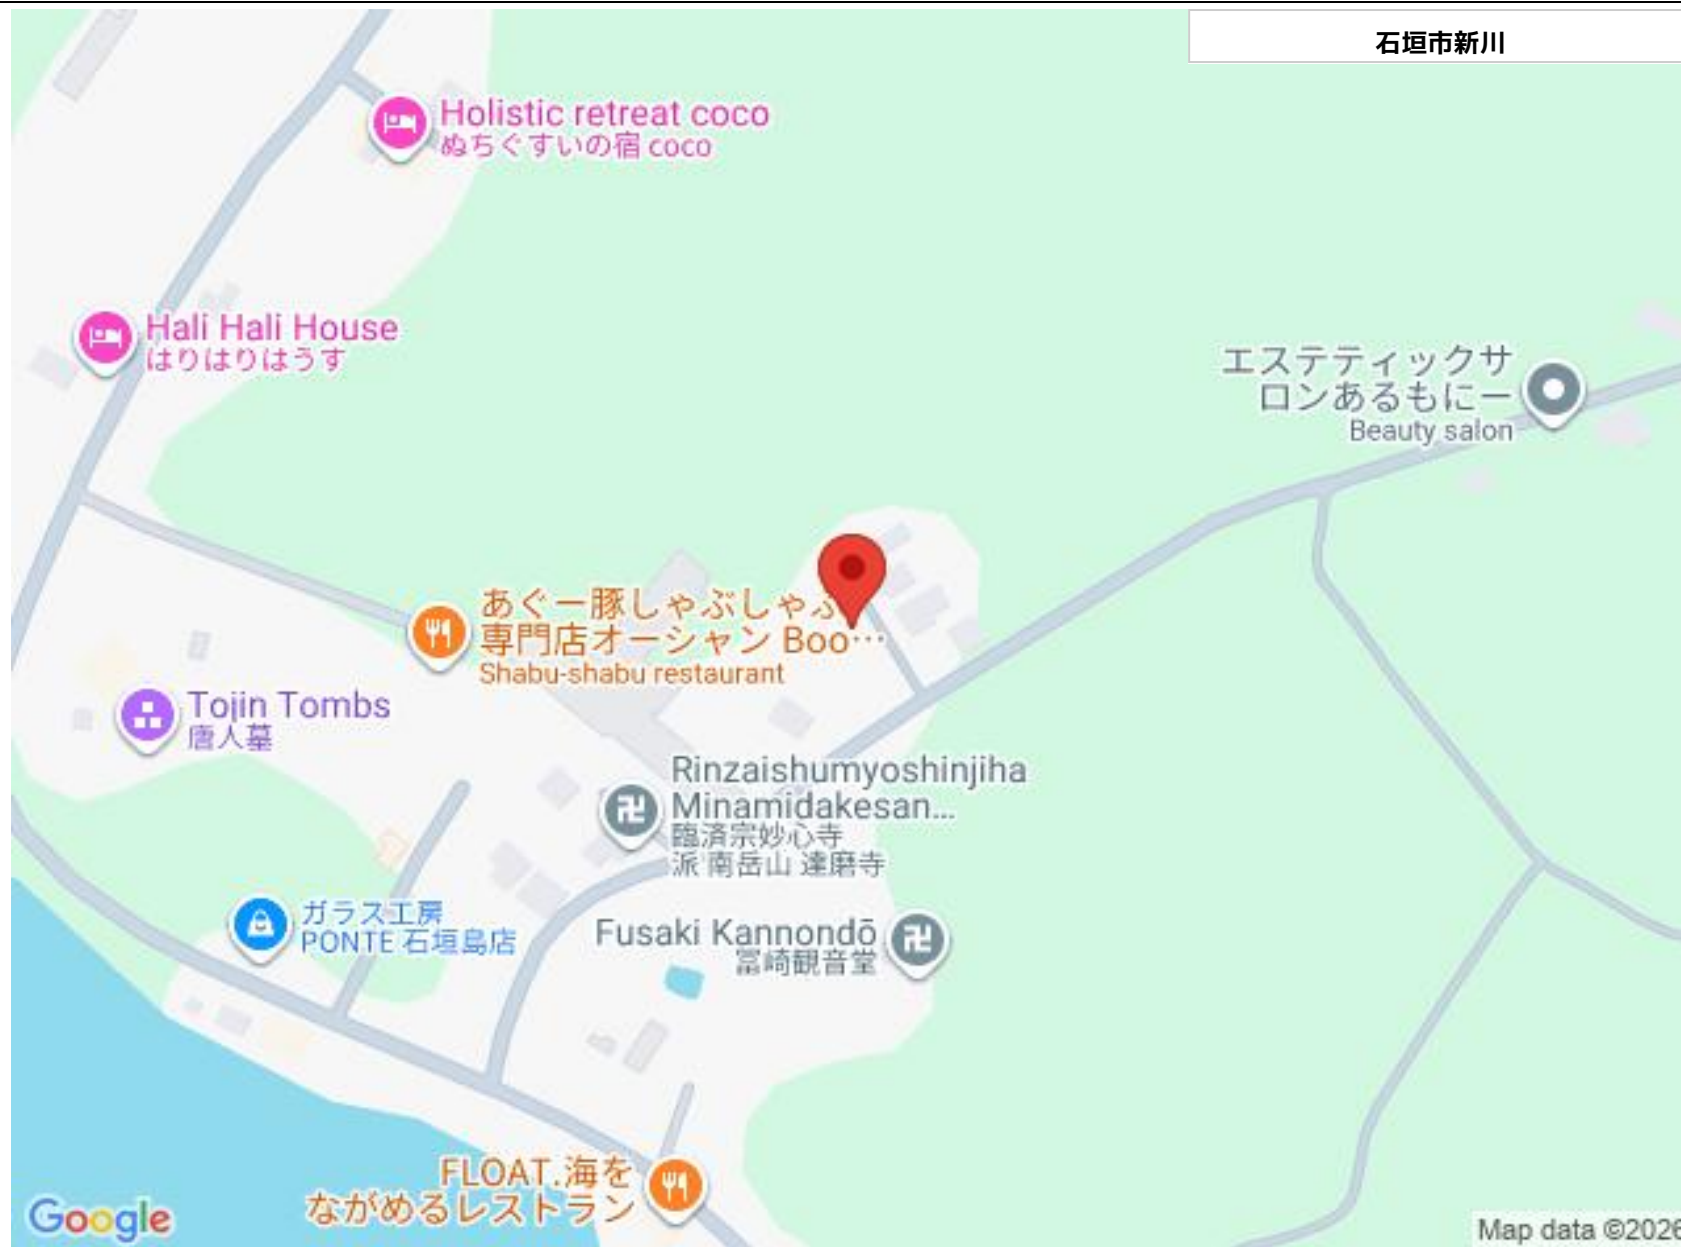 石垣市新川
Holistic retreat coco
ぬちぐすいの宿 coco
Hali Hali House
はりはりはうす
エステティックサ
ロンあるもにー
Beauty salon
あぐー豚しゃぶしゃぶ
専門店オーシャン Boo…
Shabu-shabu restaurant
Tojin Tombs
唐人墓
Rinzaishumyoshinjiha
Minamidakesan...
臨済宗妙心寺
派 南岳山 達磨寺
ガラス工房
PONTE 石垣島店
Fusaki Kannondō
冨崎観音堂
FLOAT.海を
ながめるレストラン
Google
Map data ©2026